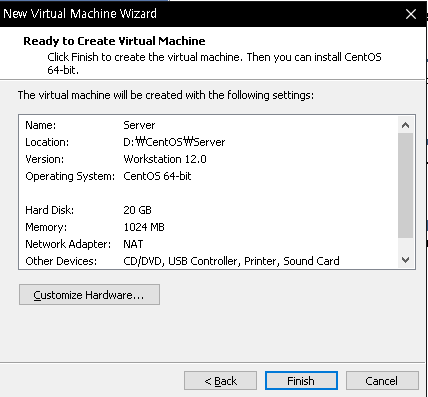 New Virtual Machine Wizard
Ready to Create Virtual Machine
Click Finish to create the virtual machine. Then you can install CentOS
64-bit.
The virtual machine will be created with the following settings:
Name: Server
Location: D:₩CentOS₩Server
Version: Workstation 12.0
Operating System: CentOS 64-bit
Hard Disk: 20 GB
Memory: 1024 MB
Network Adapter: NAT
Other Devices: CD/DVD, USB Controller, Printer, Sound Card
Customize Hardware...
< Back Finish Cancel